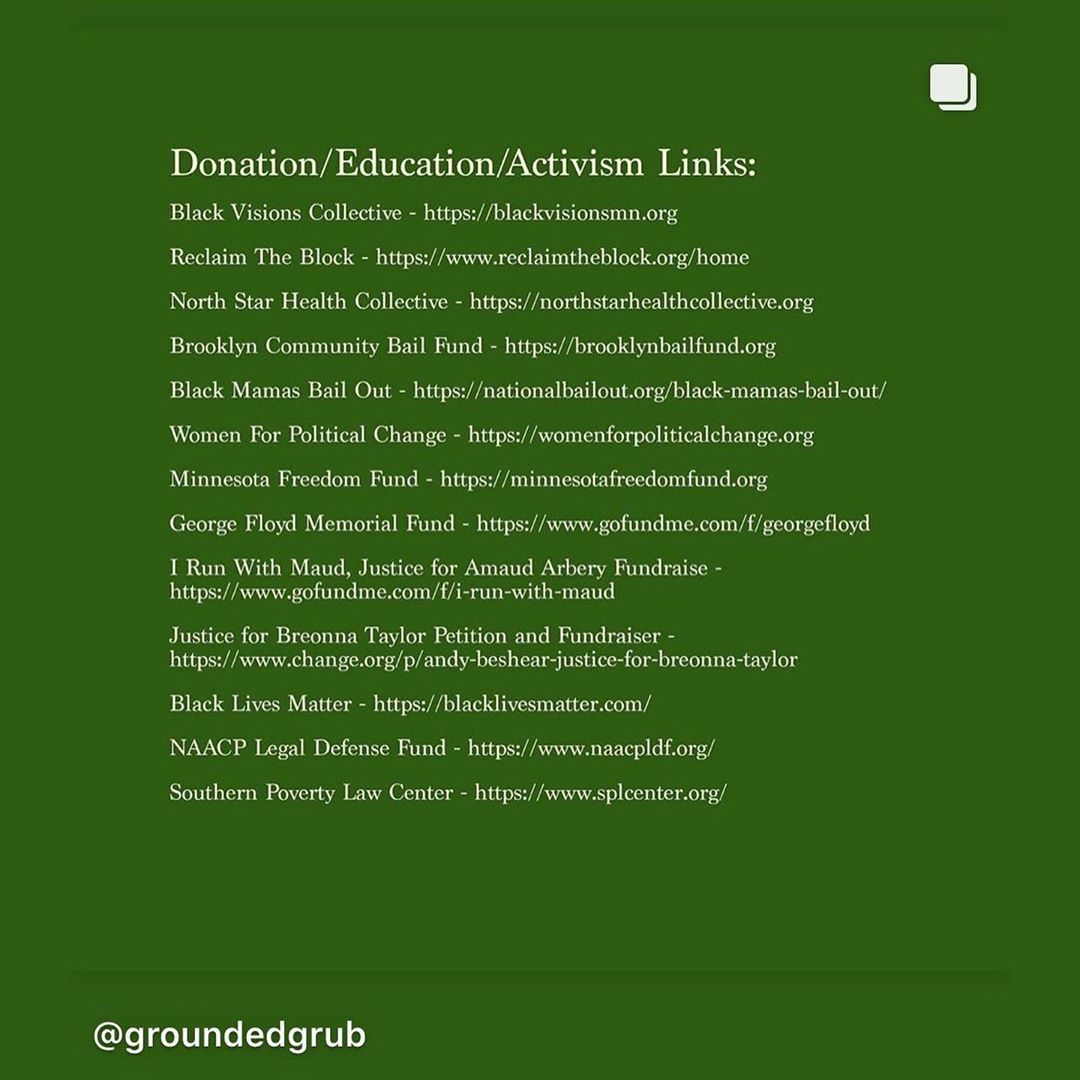 Donation/Education/Activism Links:
Black Visions Collective - https://blackvisionsmn.org
Reclaim The Block - https://www.reclaimtheblock.org/home
North Star Health Collective - https://northstarhealthcollective.org
Brooklyn Community Bail Fund - https://brooklynbailfund.org
Black Mamas Bail Out - https://nationalbailout.org/black-mamas-bail-out/
Women For Political Change - https://womenforpoliticalchange.org
Minnesota Freedom Fund - https://minnesotafreedomfund.org
George Floyd Memorial Fund - https://www.gofundme.com/f/georgefloyd
I Run With Maud, Justice for Amaud Arbery Fundraise -
https://www.gofundme.com/f/i-run-with-maud
Justice for Breonna Taylor Petition and Fundraiser -
https://www.change.org/p/andy-beshear-justice-for-breonna-taylor
Black Lives Matter - https://blacklivesmatter.com/
NAACP Legal Defense Fund - https://www.naacpldf.org/
Southern Poverty Law Center - https://www.splcenter.org/
@groundedgrub